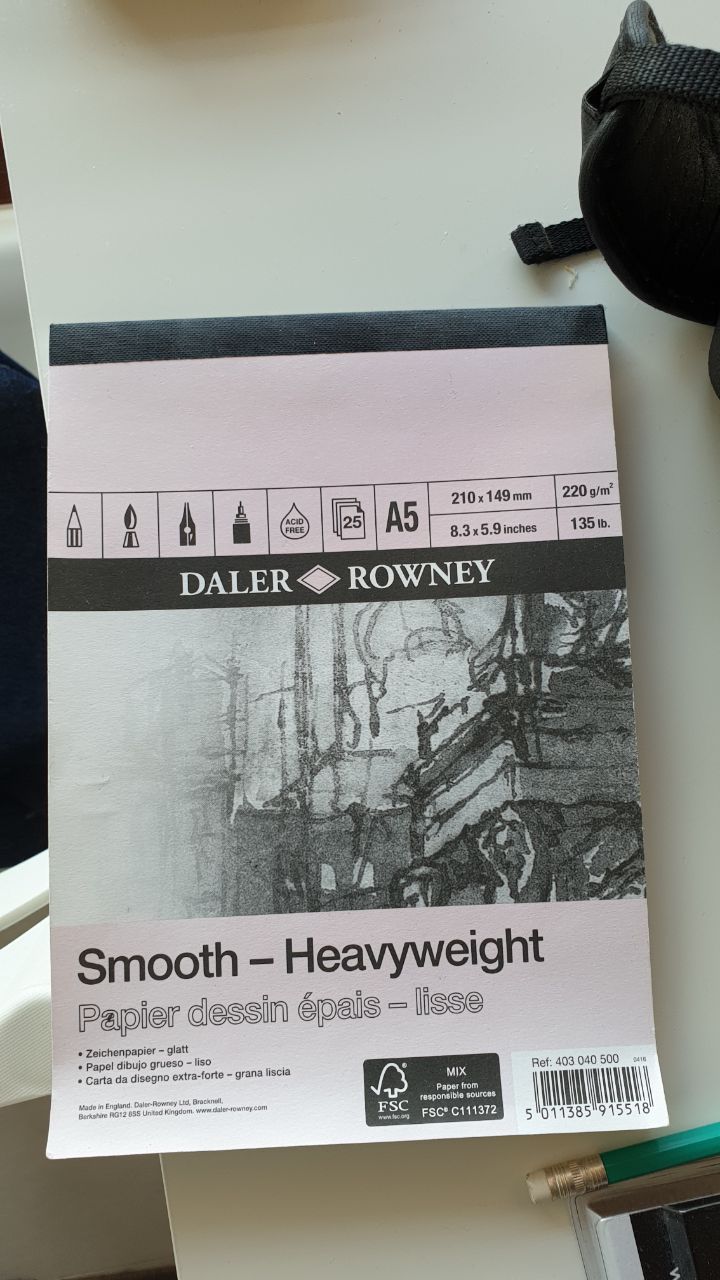 ACID
FREE
25
A5
210 x 149 mm
220 g/m²
8.3 x 5.9 inches
135 lb.
DALER ROWNEY
Smooth – Heavyweight
Papier dessin épais – lisse
• Zeichenpapier – glatt
• Papel dibujo grueso – liso
• Carta da disegno extra-forte – grana liscia
Made in England. Daler-Rowney Ltd, Bracknell,
Berkshire RG12 8SS United Kingdom. www.daler-rowney.com
FSC
www.fsc.org
MIX
Paper from
responsible sources
FSC® C111372
Ref: 403 040 500 0416
5 011385 915518